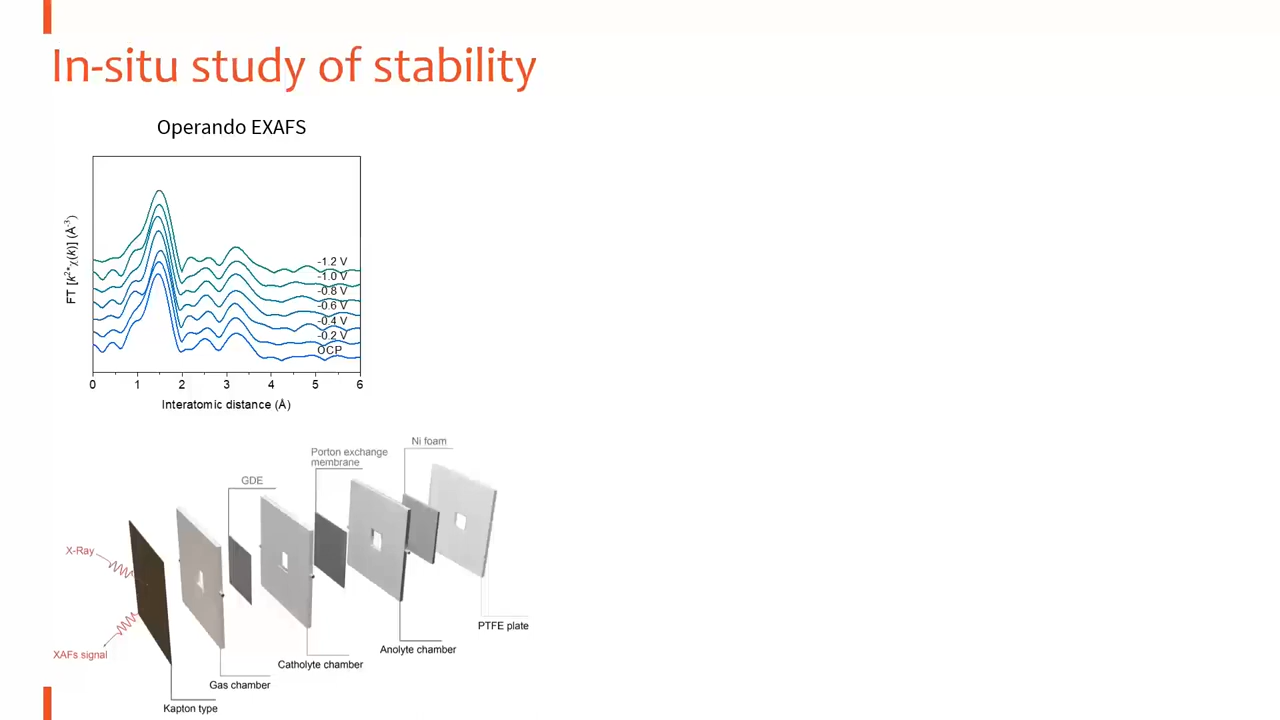 In-situ study of stability
Operando EXAFS
FT [k²*χ(k)] (Å⁻³)
-1.2 V
-1.0 V
-0.8 V
-0.6 V
-0.4 V
-0.2 V
OCP
0 1 2 3 4 5 6
Interatomic distance (Å)
Ni foam
Porton exchange
membrane
GDE
X-Ray
XAFs signal
PTFE plate
Anolyte chamber
Catholyte chamber
Gas chamber
Kapton type